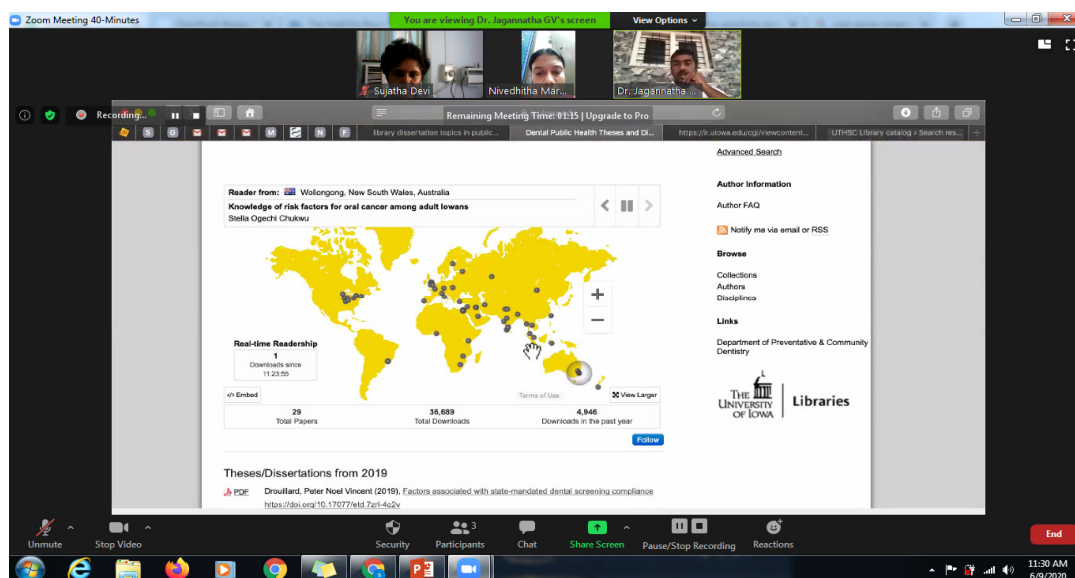 Zoom Meeting 40-Minutes
You are viewing Dr. Jagannatha GV's screen
View Options
Sujatha Devi
Nivedhitha Mar...
Dr. Jagannatha ...
Recording...
Remaining Meeting Time: 01:15 | Upgrade to Pro
library dissertation topics in public...
Dental Public Health Theses and Di...
https://ir.uiowa.edu/cgi/viewcontent...
UTHSC Library catalog › Search res...
Advanced Search
Reader from: Wollongong, New South Wales, Australia
Knowledge of risk factors for oral cancer among adult Iowans
Stella Ogechi Chukwu
Author Information
Author FAQ
Notify me via email or RSS
Browse
Collections
Authors
Disciplines
Links
Department of Preventative & Community
Dentistry
THE
UNIVERSITY
OF IOWA
Libraries
Real-time Readership
1
Downloads since
11:23:55
</> Embed
Terms of Use
View Larger
29
Total Papers
36,689
Total Downloads
4,946
Downloads in the past year
Follow
Theses/Dissertations from 2019
PDF Drouillard, Peter Noel Vincent (2019), Factors associated with state-mandated dental screening compliance
https://doi.org/10.17077/etd.7zrl-4q2v
Unmute
Stop Video
Security
Participants 3
Chat
Share Screen
Pause/Stop Recording
Reactions
End
11:30 AM
6/9/2020